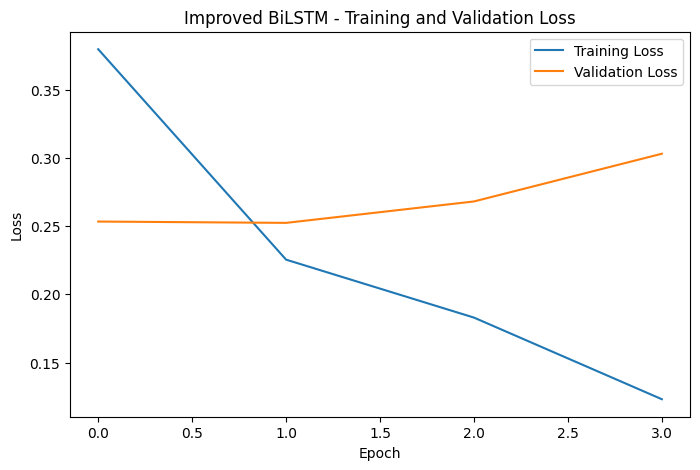 Improved BiLSTM - Training and Validation Loss
Training Loss
Validation Loss
0.35
0.30
0.25
0.20
0.15
Loss
0.0
0.5
1.0
1.5
2.0
2.5
3.0
Epoch